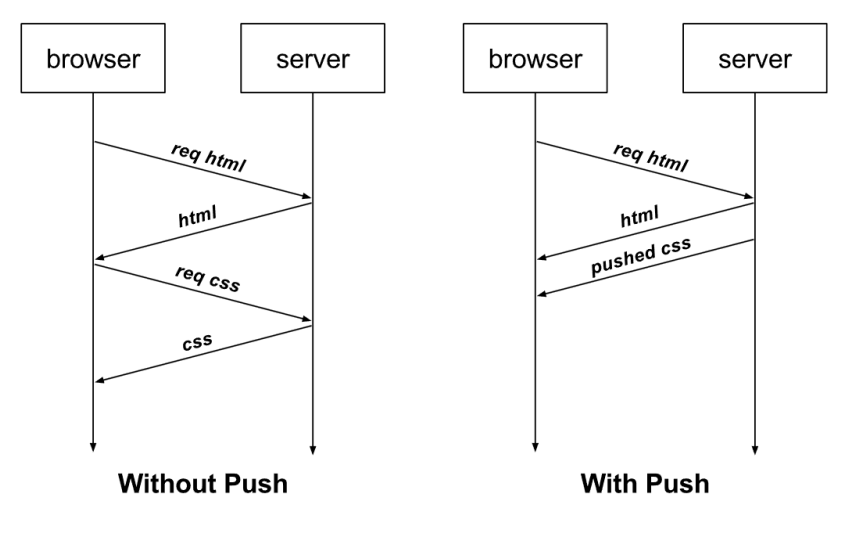 browser
server
req html
html
req css
css
Without Push
browser
server
req html
html
pushed css
With Push